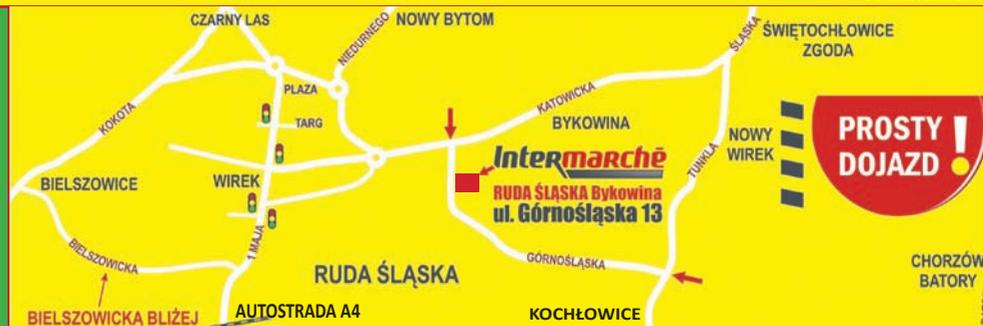 CZARNY LAS
NIEDURNEGO
NOWY BYTOM
ŚLĄSKA
ŚWIĘTOCHŁOWICE
ZGODA
PLAZA
KOKOTA
TARG
KATOWICKA
BYKOWINA
NOWY
WIREK
PROSTY
DOJAZD!
TUNKLA
Intermarchē
RUDA ŚLĄSKA Bykowina
ul. Górnośląska 13
BIELSZOWICE
WIREK
1 MAJA
BIELSZOWICKA
GÓRNOŚLĄSKA
RUDA ŚLĄSKA
CHORZÓW
BATORY
BIELSZOWICKĄ BLIŻEJ
AUTOSTRADA A4
KOCHŁOWICE